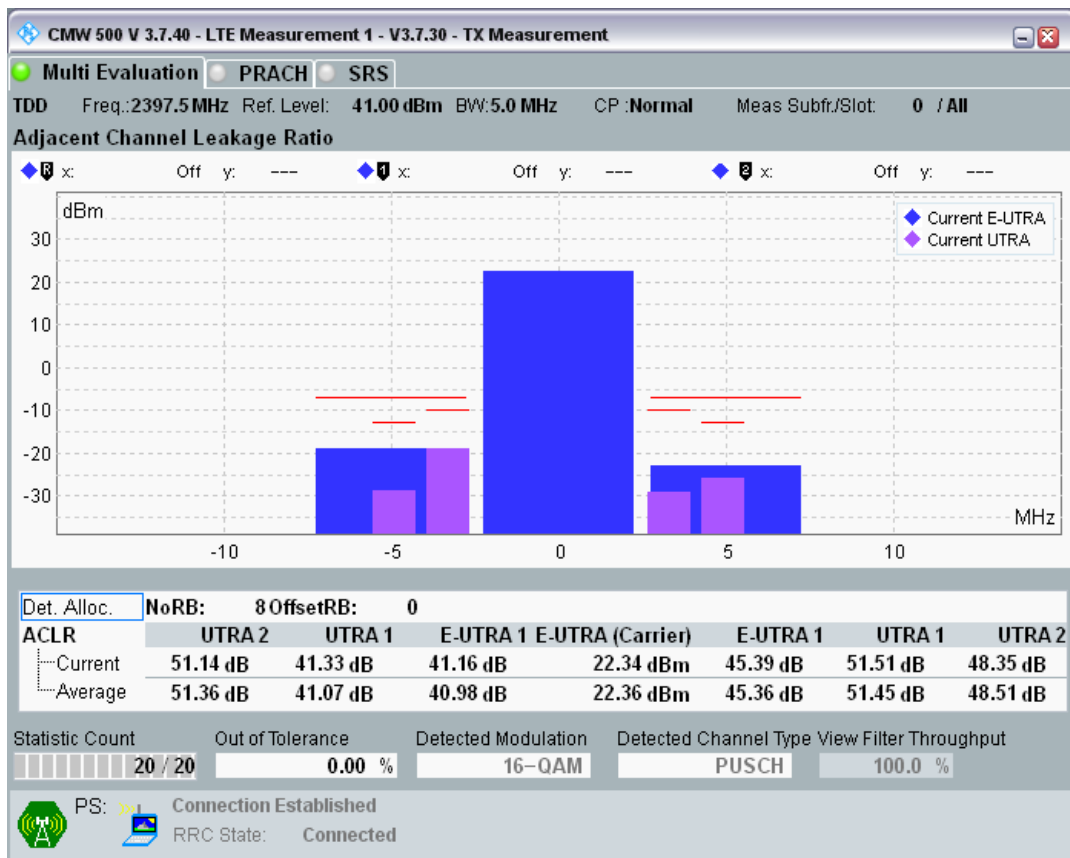 CMW 500 V 3.7.40 - LTE Measurement 1 - V3.7.30 - TX Measurement
Multi Evaluation PRACH SRS
TDD Freq.:2397.5 MHz Ref. Level: 41.00 dBm BW:5.0 MHz CP :Normal Meas Subfr./Slot: 0 / All
Adjacent Channel Leakage Ratio
R x: Off y: --- 1 x: Off y: --- 2 x: Off y: ---
dBm
Current E-UTRA
Current UTRA
30
20
10
0
-10
-20
-30
MHz
-10 -5 0 5 10
Det. Alloc. NoRB: 8 OffsetRB: 0
ACLR UTRA 2 UTRA 1 E-UTRA 1 E-UTRA (Carrier) E-UTRA 1 UTRA 1 UTRA 2
Current 51.14 dB 41.33 dB 41.16 dB 22.34 dBm 45.39 dB 51.51 dB 48.35 dB
Average 51.36 dB 41.07 dB 40.98 dB 22.36 dBm 45.36 dB 51.45 dB 48.51 dB
Statistic Count Out of Tolerance Detected Modulation Detected Channel Type View Filter Throughput
20 / 20 0.00 % 16-QAM PUSCH 100.0 %
PS: Connection Established
RRC State: Connected